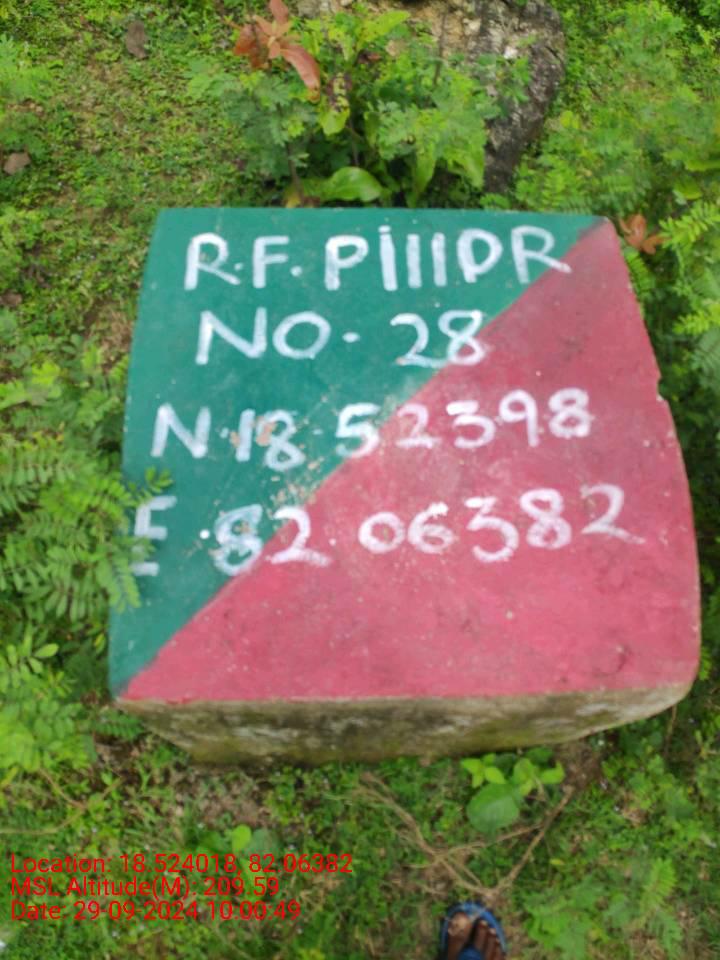 R.F. PillDR
NO. 28
N.18.52398
E.82.06382
Location: 18.524018, 82.06382
MSL Altitude(M): 209.59
Date: 29-09-2024 10:00:49